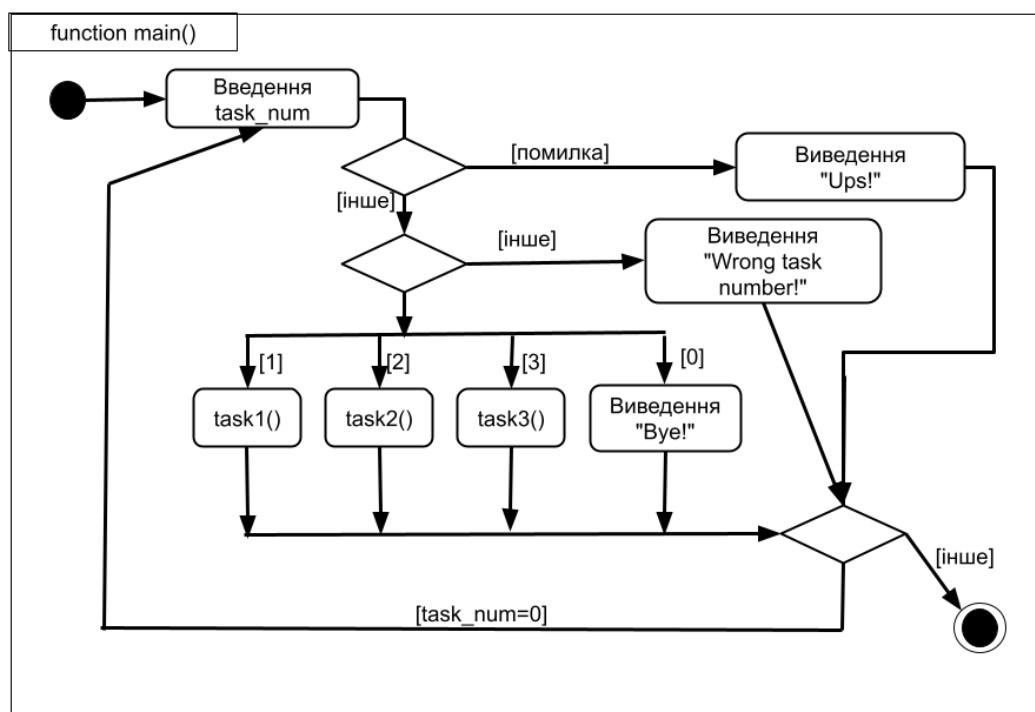 function main()
Введення
task_num
[помилка]
Виведення
"Ups!"
[інше]
[інше]
Виведення
"Wrong task
number!"
[1]
[2]
[3]
[0]
task1()
task2()
task3()
Виведення
"Bye!"
[інше]
[task_num=0]